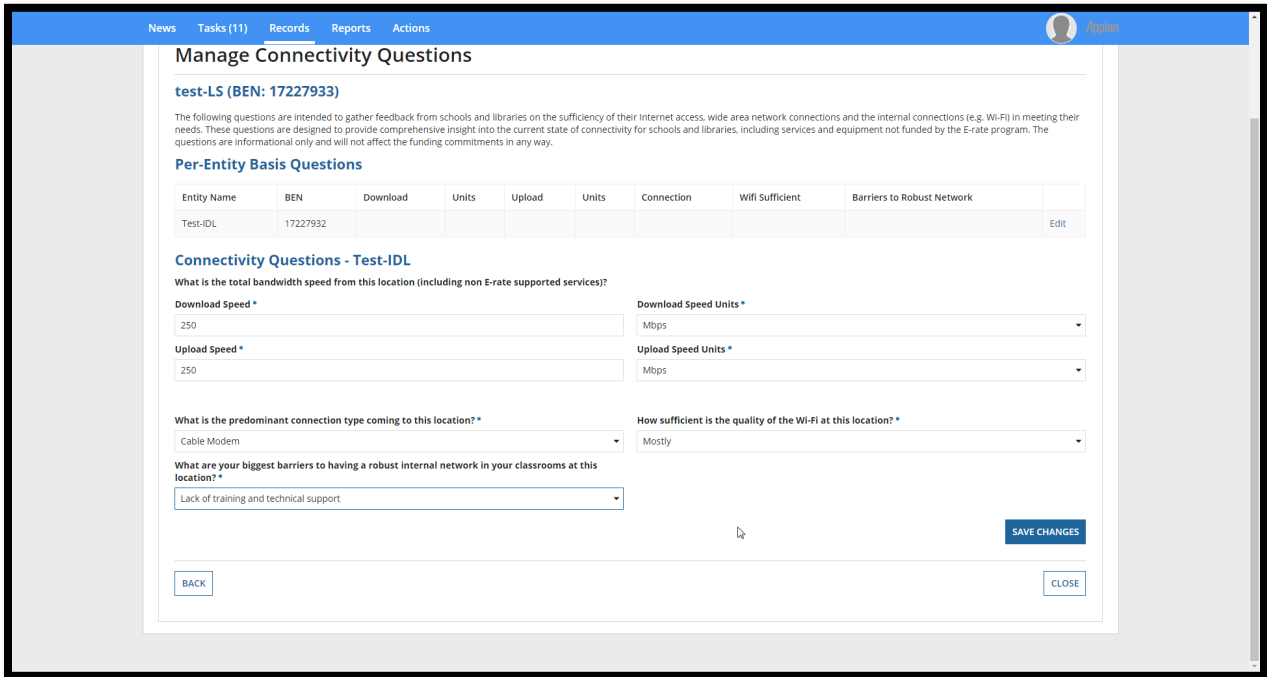 News Tasks (11) Records Reports Actions Appian
Manage Connectivity Questions
test-LS (BEN: 17227933)
The following questions are intended to gather feedback from schools and libraries on the sufficiency of their Internet access, wide area network connections and the internal connections (e.g. Wi-Fi) in meeting their
needs. These questions are designed to provide comprehensive insight into the current state of connectivity for schools and libraries, including services and equipment not funded by the E-rate program. The
questions are informational only and will not affect the funding commitments in any way.
Per-Entity Basis Questions
Entity Name BEN Download Units Upload Units Connection Wifi Sufficient Barriers to Robust Network
Test-IDL 17227932 Edit
Connectivity Questions - Test-IDL
What is the total bandwidth speed from this location (including non E-rate supported services)?
Download Speed * Download Speed Units *
250 Mbps
Upload Speed * Upload Speed Units *
250 Mbps
What is the predominant connection type coming to this location? * How sufficient is the quality of the Wi-Fi at this location? *
Cable Modem Mostly
What are your biggest barriers to having a robust internal network in your classrooms at this
location? *
Lack of training and technical support
SAVE CHANGES
BACK CLOSE